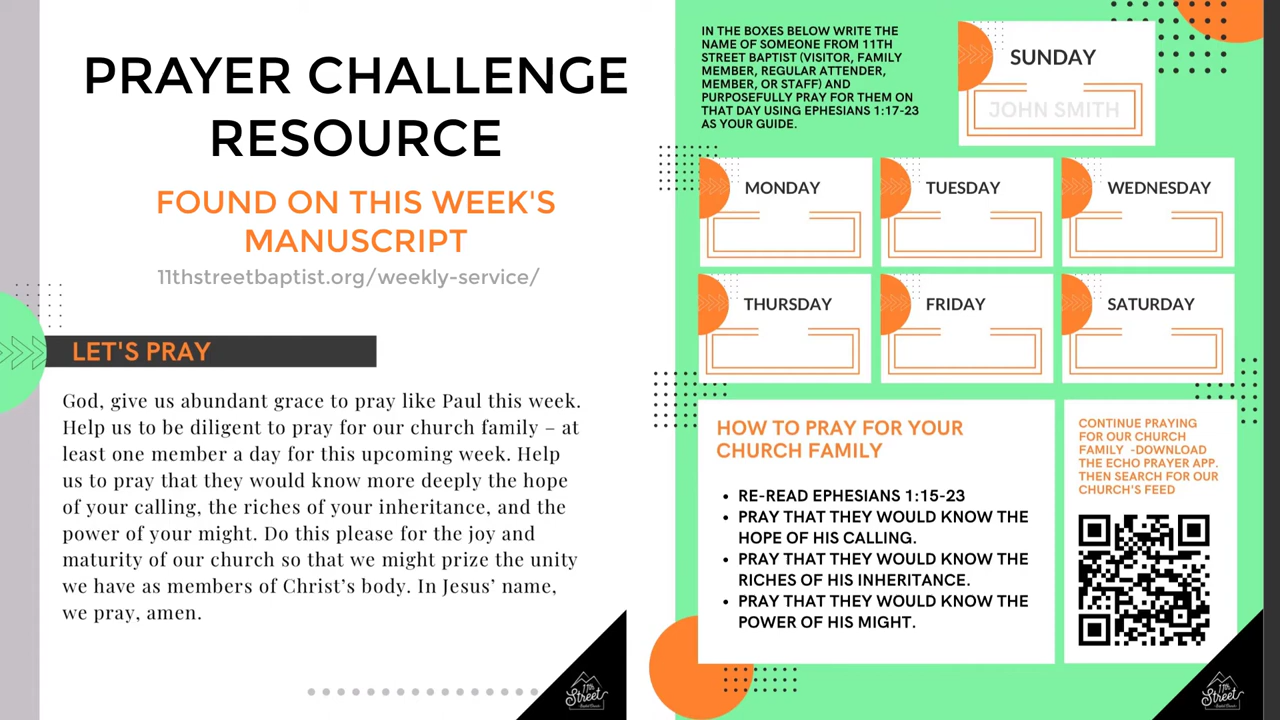 PRAYER CHALLENGE
RESOURCE
FOUND ON THIS WEEK'S
MANUSCRIPT
11thstreetbaptist.org/weekly-service/
LET'S PRAY
God, give us abundant grace to pray like Paul this week.
Help us to be diligent to pray for our church family – at
least one member a day for this upcoming week. Help
us to pray that they would know more deeply the hope
of your calling, the riches of your inheritance, and the
power of your might. Do this please for the joy and
maturity of our church so that we might prize the unity
we have as members of Christ’s body. In Jesus’ name,
we pray, amen.
11th
Street
Baptist Church
IN THE BOXES BELOW WRITE THE
NAME OF SOMEONE FROM 11TH
STREET BAPTIST (VISITOR, FAMILY
MEMBER, REGULAR ATTENDER,
MEMBER, OR STAFF) AND
PURPOSEFULLY PRAY FOR THEM ON
THAT DAY USING EPHESIANS 1:17-23
AS YOUR GUIDE.
SUNDAY
JOHN SMITH
MONDAY
TUESDAY
WEDNESDAY
THURSDAY
FRIDAY
SATURDAY
HOW TO PRAY FOR YOUR
CHURCH FAMILY
• RE-READ EPHESIANS 1:15-23
• PRAY THAT THEY WOULD KNOW THE
HOPE OF HIS CALLING.
• PRAY THAT THEY WOULD KNOW THE
RICHES OF HIS INHERITANCE.
• PRAY THAT THEY WOULD KNOW THE
POWER OF HIS MIGHT.
CONTINUE PRAYING
FOR OUR CHURCH
FAMILY -DOWNLOAD
THE ECHO PRAYER APP.
THEN SEARCH FOR OUR
CHURCH'S FEED
11th
Street
Baptist Church